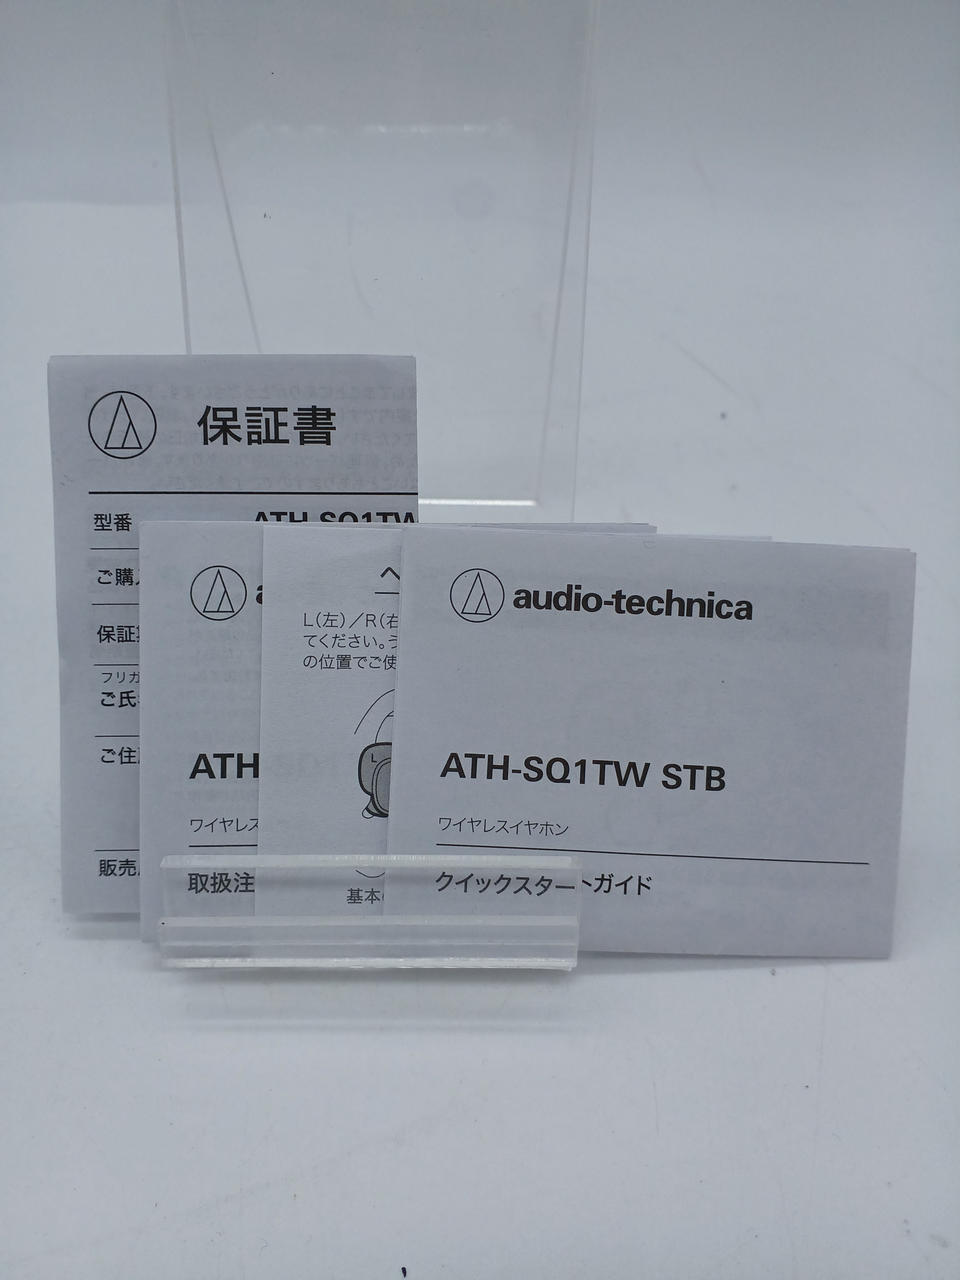 保証書
型番 ATH-SQ1TW
ご購入
保証
フリガ
ご氏
ご住
販売
ATH
ワイヤレス
取扱注
ヘ
L(左)/R(右
てください。う
の位置でご使
L
基本
audio-technica
ATH-SQ1TW STB
ワイヤレスイヤホン
クイックスタートガイド